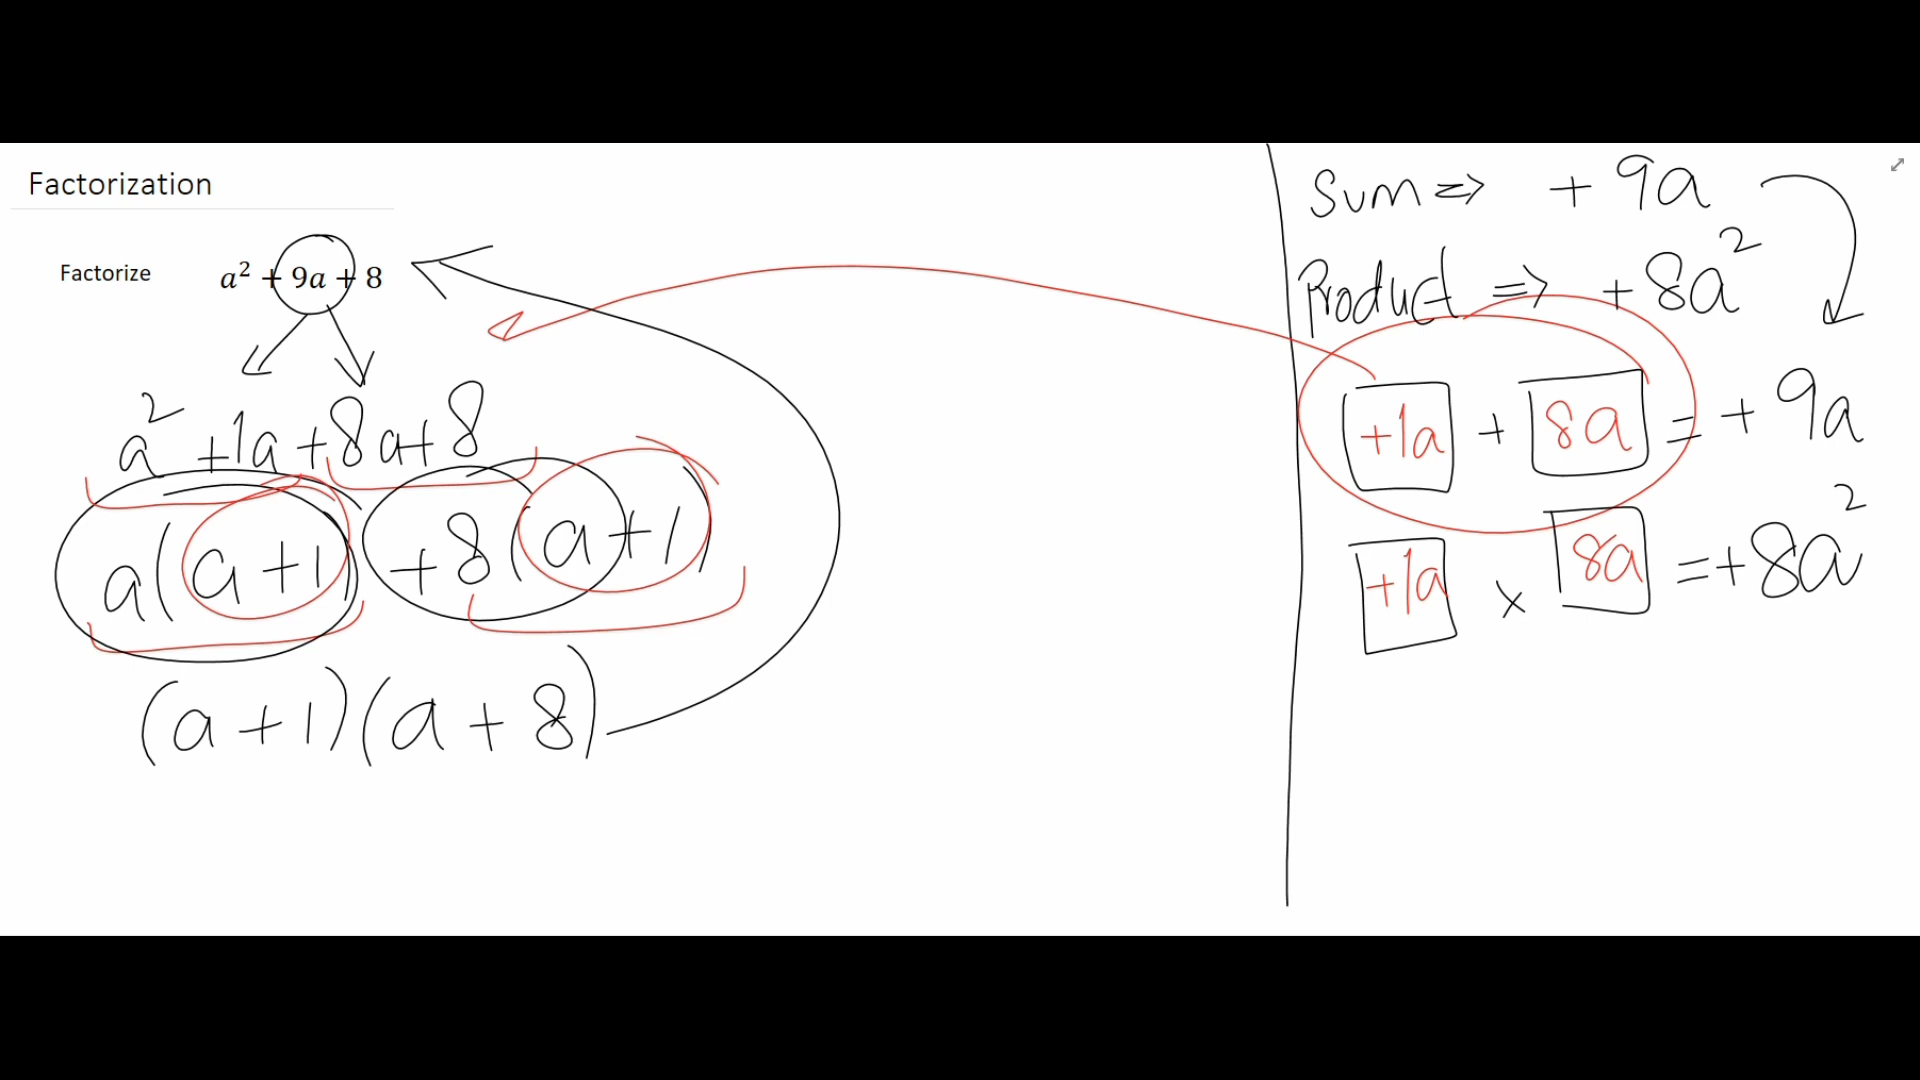 Factorization
Factorize a² + 9a + 8
a² +1a +8a+8
a(a+1) +8(a+1)
(a+1)(a+8)
Sum ⇒ + 9a
Product ⇒ +8a²
+1a + 8a = + 9a
+1a × 8a =+8a²